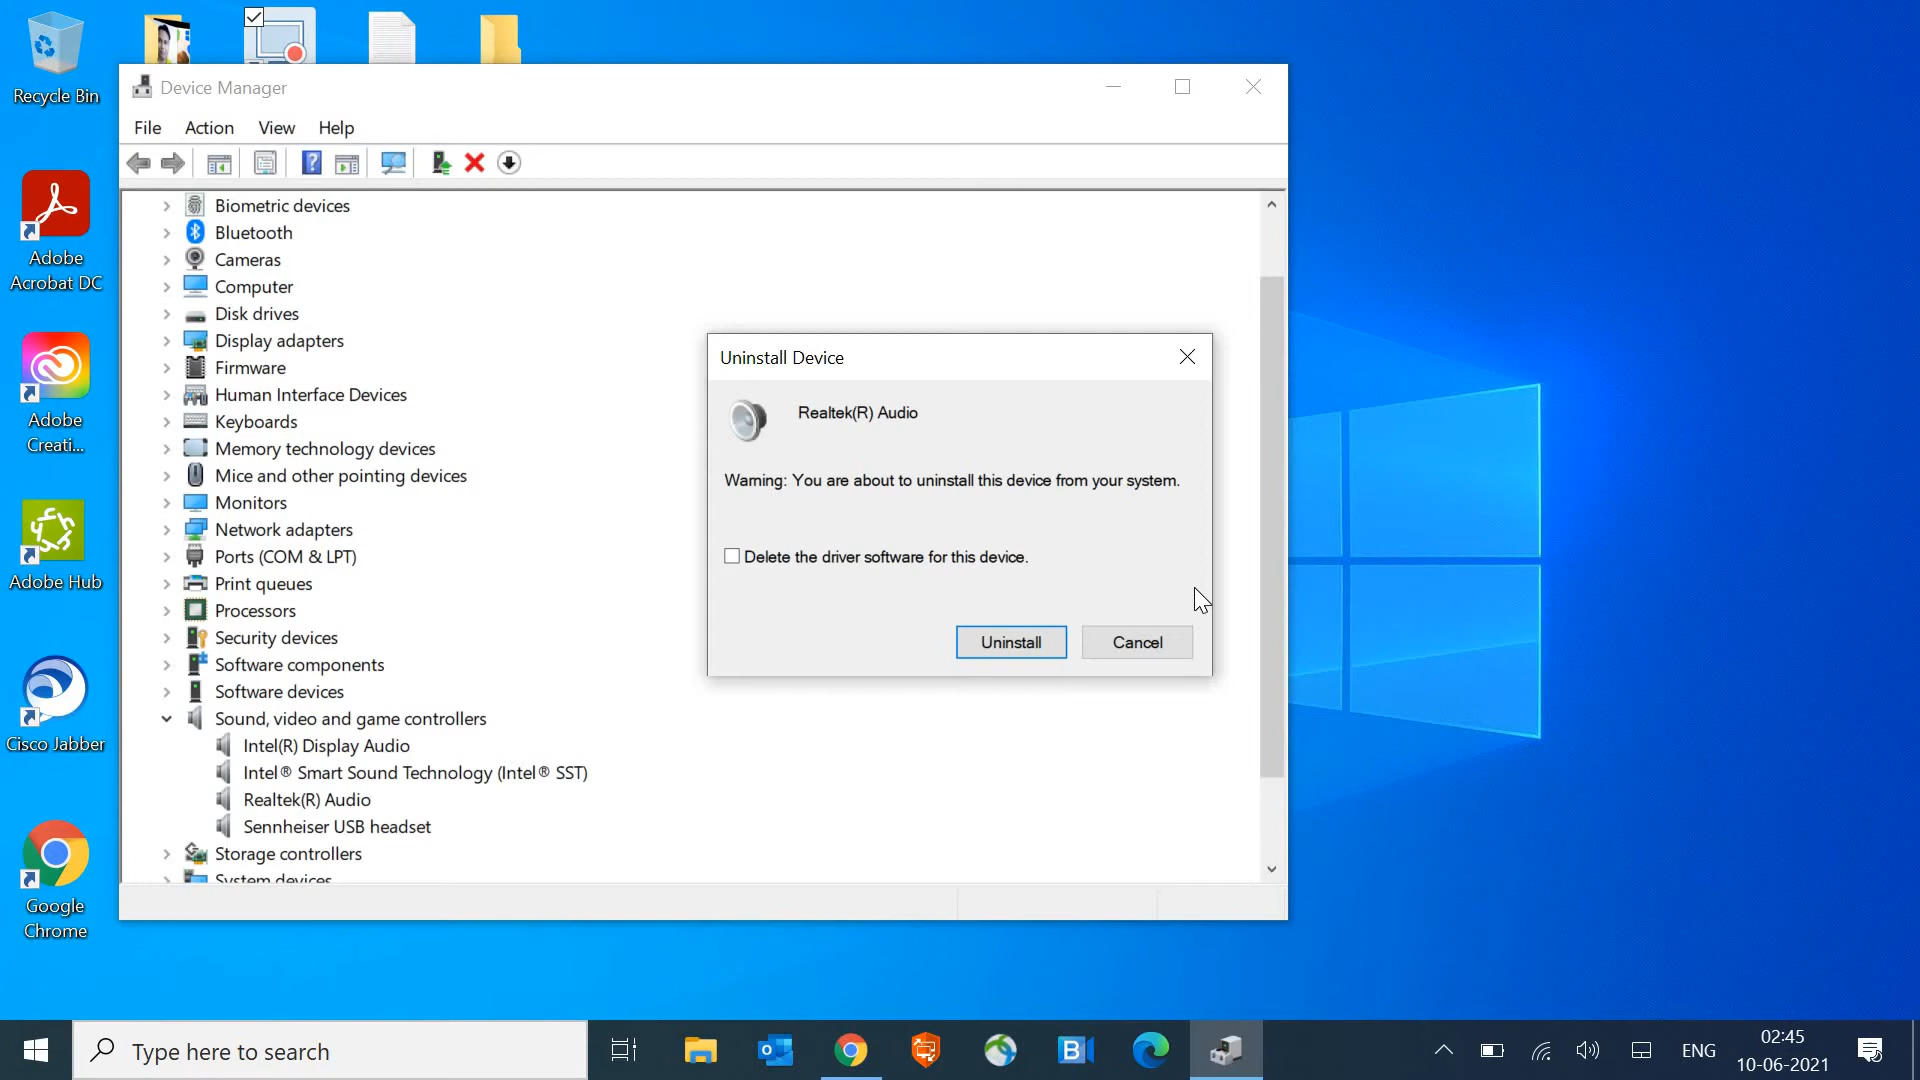 Recycle Bin
Adobe
Acrobat DC
Adobe
Creati...
Adobe Hub
Cisco Jabber
Google
Chrome
Device Manager
File Action View Help
Biometric devices
Bluetooth
Cameras
Computer
Disk drives
Display adapters
Firmware
Human Interface Devices
Keyboards
Memory technology devices
Mice and other pointing devices
Monitors
Network adapters
Ports (COM & LPT)
Print queues
Processors
Security devices
Software components
Software devices
Sound, video and game controllers
Intel(R) Display Audio
Intel® Smart Sound Technology (Intel® SST)
Realtek(R) Audio
Sennheiser USB headset
Storage controllers
System devices
Uninstall Device
Realtek(R) Audio
Warning: You are about to uninstall this device from your system.
Delete the driver software for this device.
Uninstall Cancel
Type here to search
ENG
02:45
10-06-2021